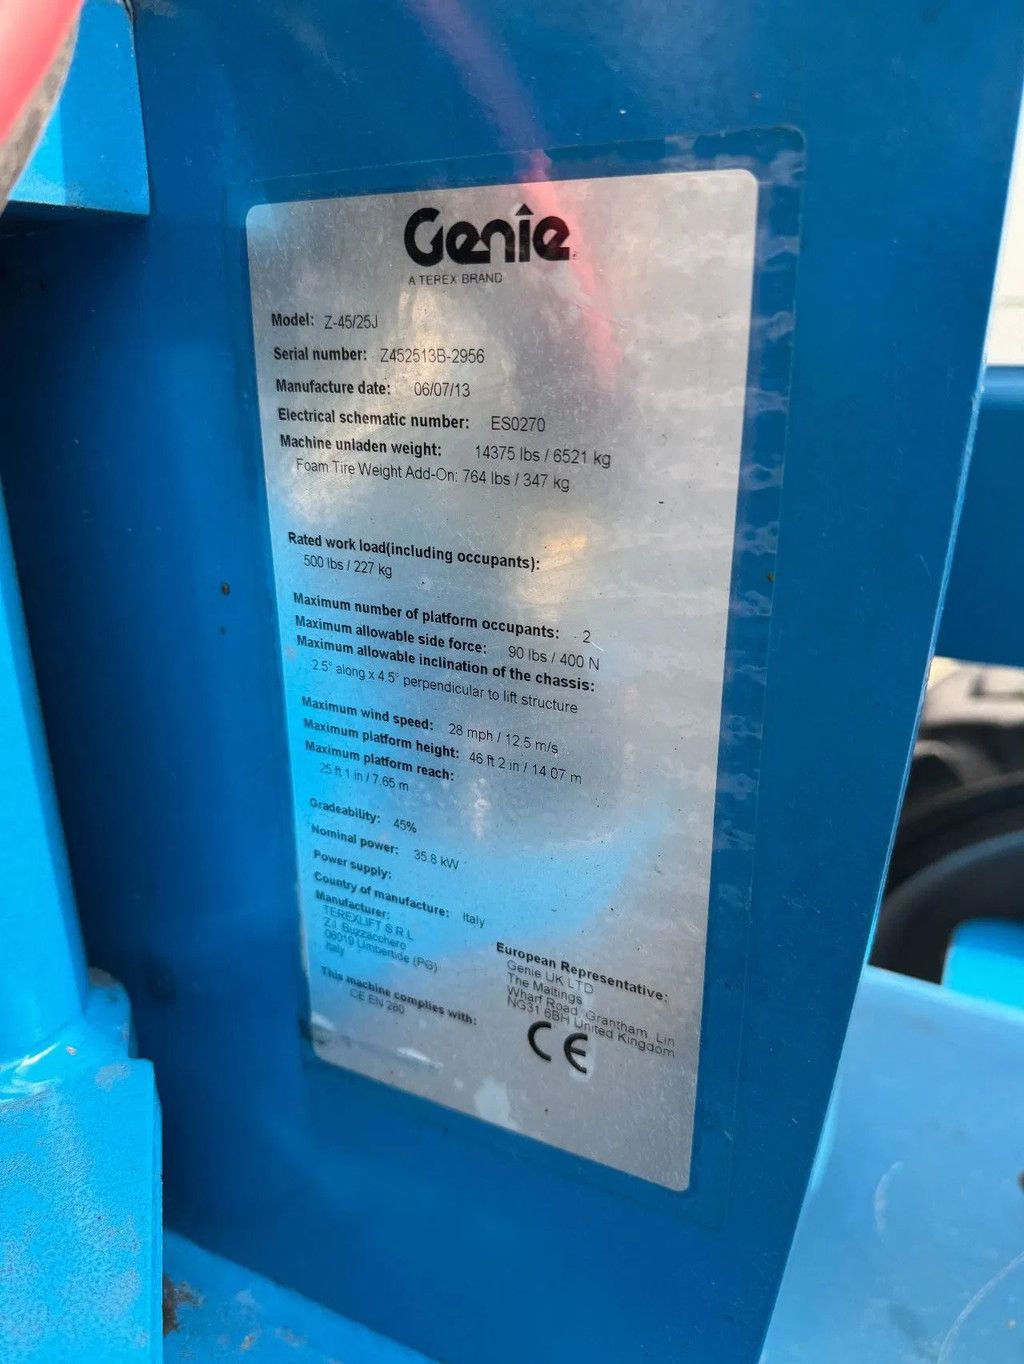 Genie
A TEREX BRAND
Model: Z-45/25J
Serial number: Z452513B-2956
Manufacture date: 06/07/13
Electrical schematic number: ES0270
Machine unladen weight: 14375 lbs / 6521 kg
Foam Tire Weight Add-On: 764 lbs / 347 kg
Rated work load(including occupants):
500 lbs / 227 kg
Maximum number of platform occupants: 2
Maximum allowable side force: 90 lbs / 400 N
Maximum allowable inclination of the chassis:
2.5° along x 4.5° perpendicular to lift structure
Maximum wind speed: 28 mph / 12.5 m/s
Maximum platform height: 46 ft 2 in / 14.07 m
Maximum platform reach:
25 ft 1 in / 7.65 m
Gradeability: 45%
Nominal power: 35.8 kW
Power supply:
Country of manufacture: Italy
Manufacturer:
TEREXLIFT S.R.L
Z.I. Buzzacchero
06019 Umbertide (PG)
Italy
European Representative:
Genie UK LTD
The Maltings
Wharf Road, Grantham, Lin
NG31 6BH United Kingdom
This machine complies with:
CE EN 280
CE